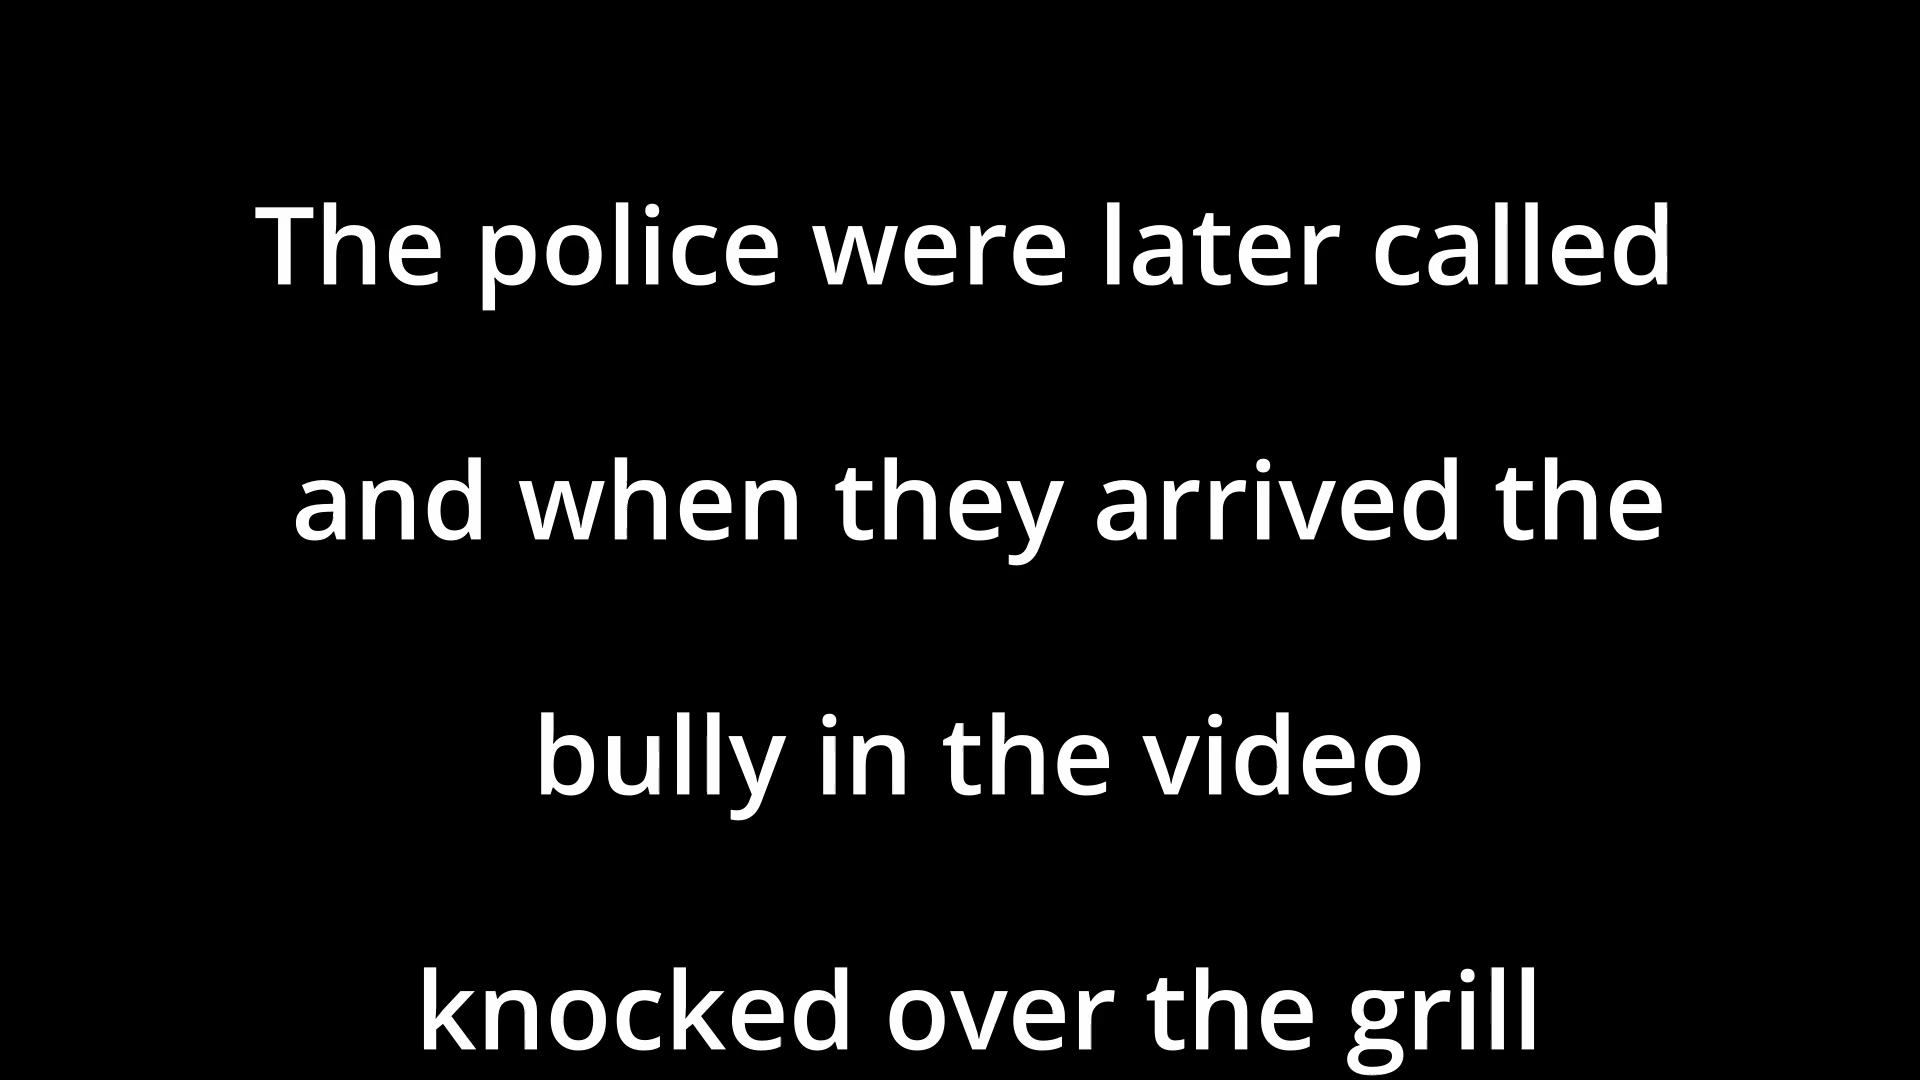 The police were later called
and when they arrived the
bully in the video
knocked over the grill